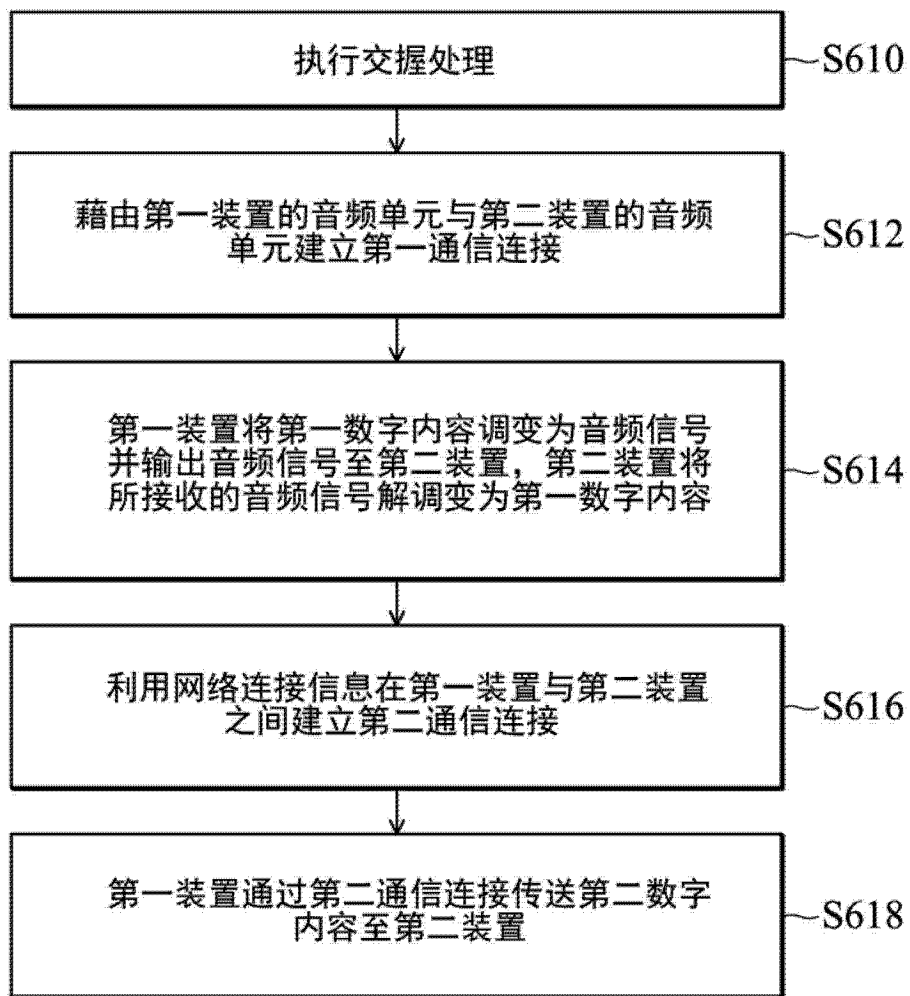 执行交握处理
S610
藉由第一装置的音频单元与第二装置的音频
单元建立第一通信连接
S612
第一装置将第一数字内容调变为音频信号
并输出音频信号至第二装置，第二装置将
所接收的音频信号解调变为第一数字内容
S614
利用网络连接信息在第一装置与第二装置
之间建立第二通信连接
S616
第一装置通过第二通信连接传送第二数字
内容至第二装置
S618